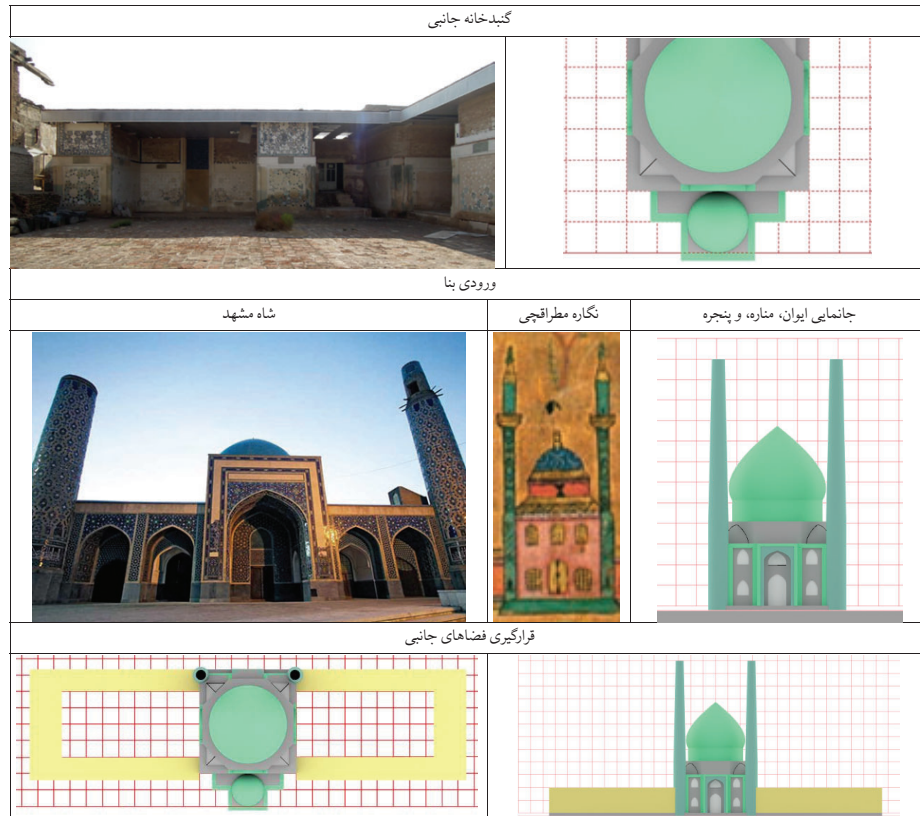 گنبدخانه جانبی
ورودی بنا
جانمایی ایوان، مناره، و پنجره
نگاره مطراقچی
شاه مشهد
قرارگیری فضاهای جانبی